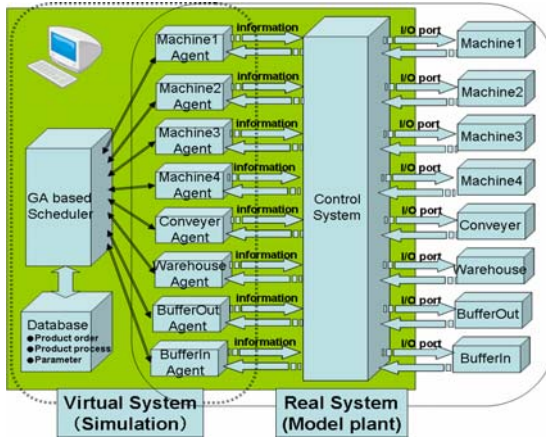 information I/O port
Machine1 Agent
Machine1
information I/O port
Machine2 Agent
Machine2
information I/O port
Machine3 Agent
Machine3
information I/O port
Machine4 Agent
Machine4
information I/O port
Conveyer Agent
Conveyer
information I/O port
Warehouse Agent
Warehouse
information I/O port
BufferOut Agent
BufferOut
information I/O port
BufferIn Agent
BufferIn
GA based
Scheduler
Control
System
Database
●Product order
●Product process
●Parameter
Virtual System
(Simulation)
Real System
(Model plant)